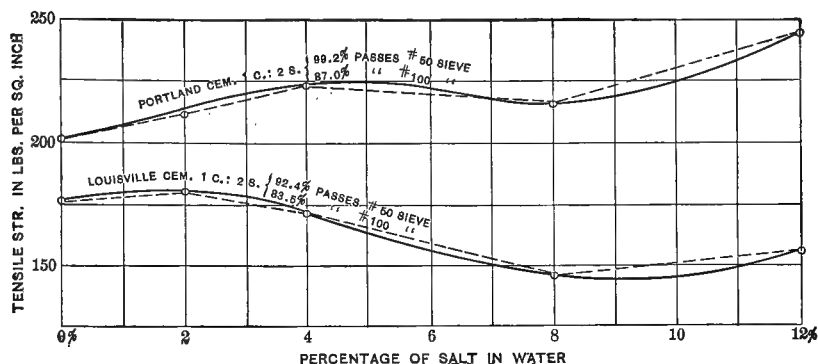 250
200
150
TENSILE STR. IN LBS. PER SQ. INCH
PORTLAND CEM. 1 C.: 2 S. { 99.2% PASSES #50 SIEVE
87.0% " #100 "
LOUISVILLE CEM. 1 C.: 2 S. { 92.4% PASSES #50 SIEVE
83.5% " #100 "
0% 2 4 6 8 10 12%
PERCENTAGE OF SALT IN WATER